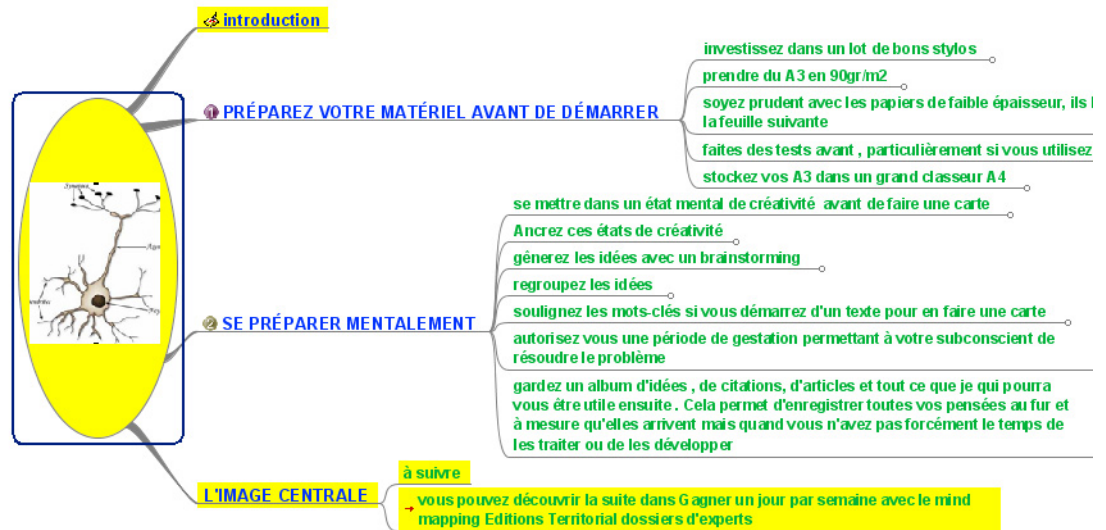 introduction
PRÉPAREZ VOTRE MATÉRIEL AVANT DE DÉMARRER
investissez dans un lot de bons stylos
prendre du A3 en 90gr/m2
soyez prudent avec les papiers de faible épaisseur, ils
la feuille suivante
faites des tests avant , particulièrement si vous utilisez
stockez vos A3 dans un grand classeur A4
SE PRÉPARER MENTALEMENT
se mettre dans un état mental de créativité avant de faire une carte
Ancrez ces états de créativité
gênerez les idées avec un brainstorming
regroupez les idées
soulignez les mots-clés si vous démarrez d'un texte pour en faire une carte
autorisez vous une période de gestation permettant à votre subconscient de
résoudre le problème
gardez un album d'idées , de citations, d'articles et tout ce que je qui pourra
vous être utile ensuite . Cela permet d'enregistrer toutes vos pensées au fur et
à mesure qu'elles arrivent mais quand vous n'avez pas forcément le temps de
les traiter ou de les développer
L'IMAGE CENTRALE
à suivre
vous pouvez découvrir la suite dans Gagner un jour par semaine avec le mind
mapping Editions Territorial dossiers d'experts